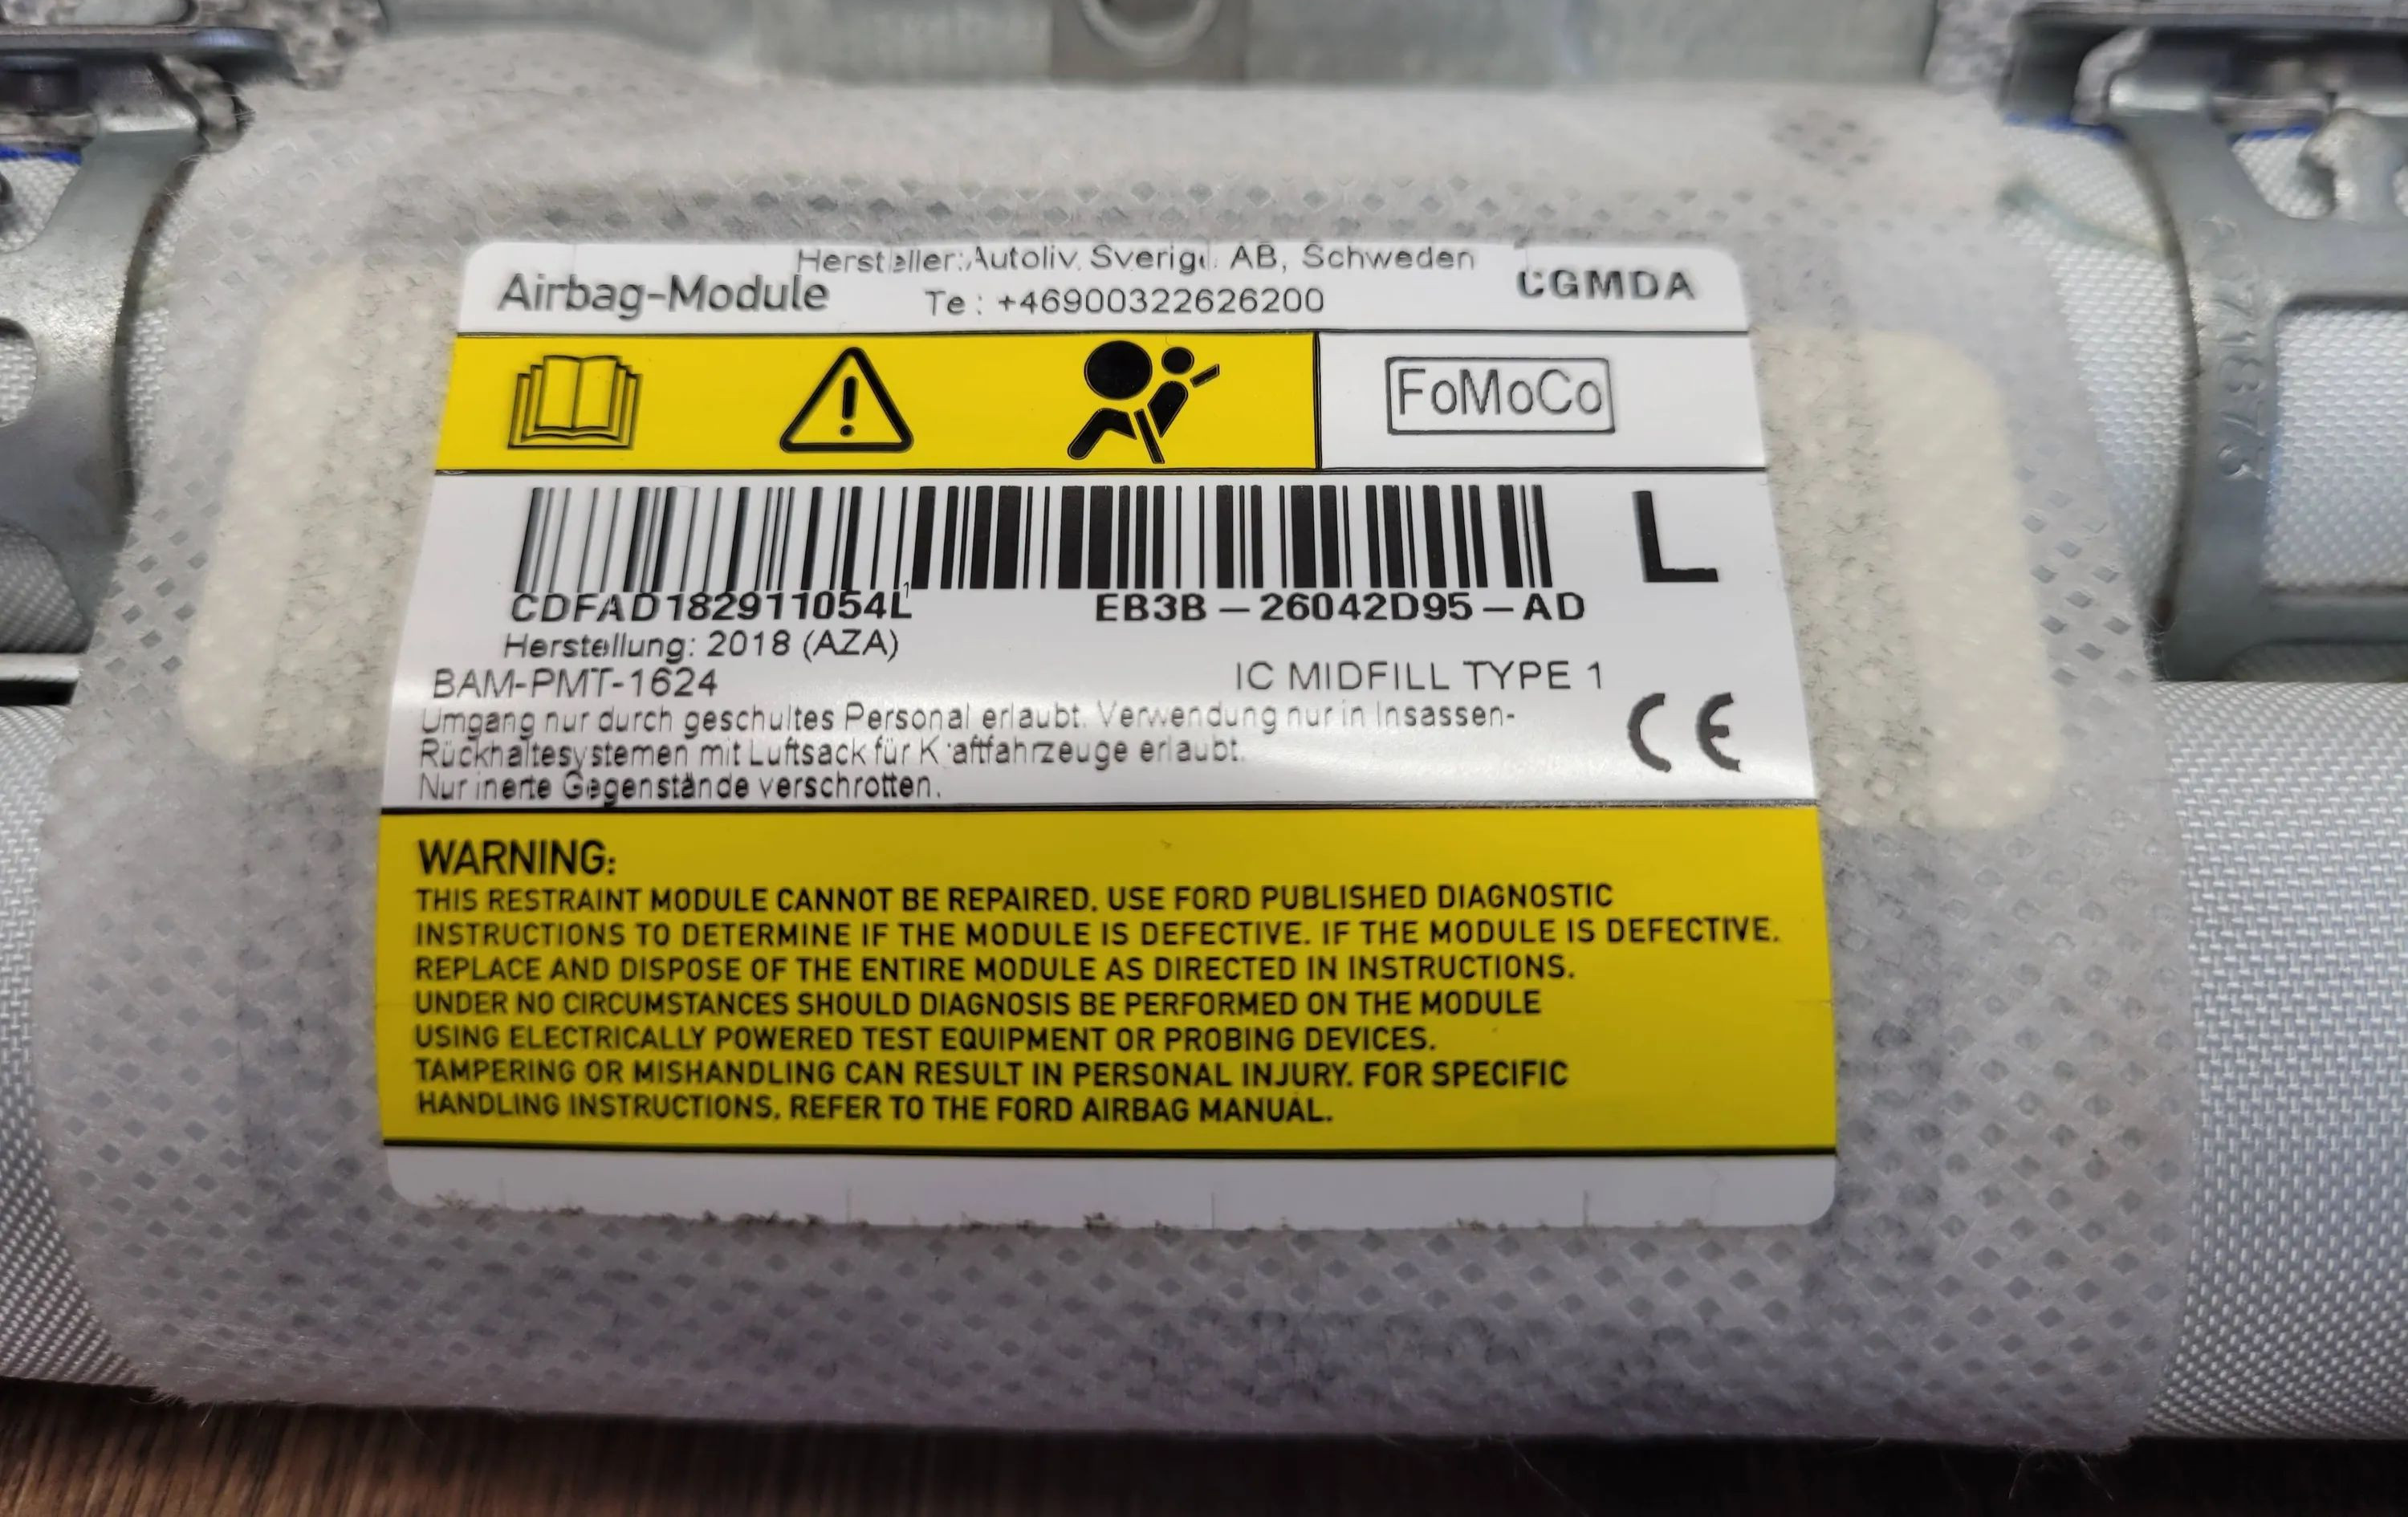 Hersteller: Autoliv Sverige AB, Schweden
Airbag-Module
Te : +46900322626200
CGMDA
FoMoCo
L
CDFAD182911054L
EB3B-26042D95-AD
Herstellung: 2018 (AZA)
BAM-PMT-1624
IC MIDFILL TYPE 1
Umgang nur durch geschultes Personal erlaubt. Verwendung nur in Insassen-
Rückhaltesystemen mit Luftsack für Kraftfahrzeuge erlaubt.
Nur inerte Gegenstände verschrotten.
CE
WARNING:
THIS RESTRAINT MODULE CANNOT BE REPAIRED. USE FORD PUBLISHED DIAGNOSTIC
INSTRUCTIONS TO DETERMINE IF THE MODULE IS DEFECTIVE. IF THE MODULE IS DEFECTIVE.
REPLACE AND DISPOSE OF THE ENTIRE MODULE AS DIRECTED IN INSTRUCTIONS.
UNDER NO CIRCUMSTANCES SHOULD DIAGNOSIS BE PERFORMED ON THE MODULE
USING ELECTRICALLY POWERED TEST EQUIPMENT OR PROBING DEVICES.
TAMPERING OR MISHANDLING CAN RESULT IN PERSONAL INJURY. FOR SPECIFIC
HANDLING INSTRUCTIONS, REFER TO THE FORD AIRBAG MANUAL.